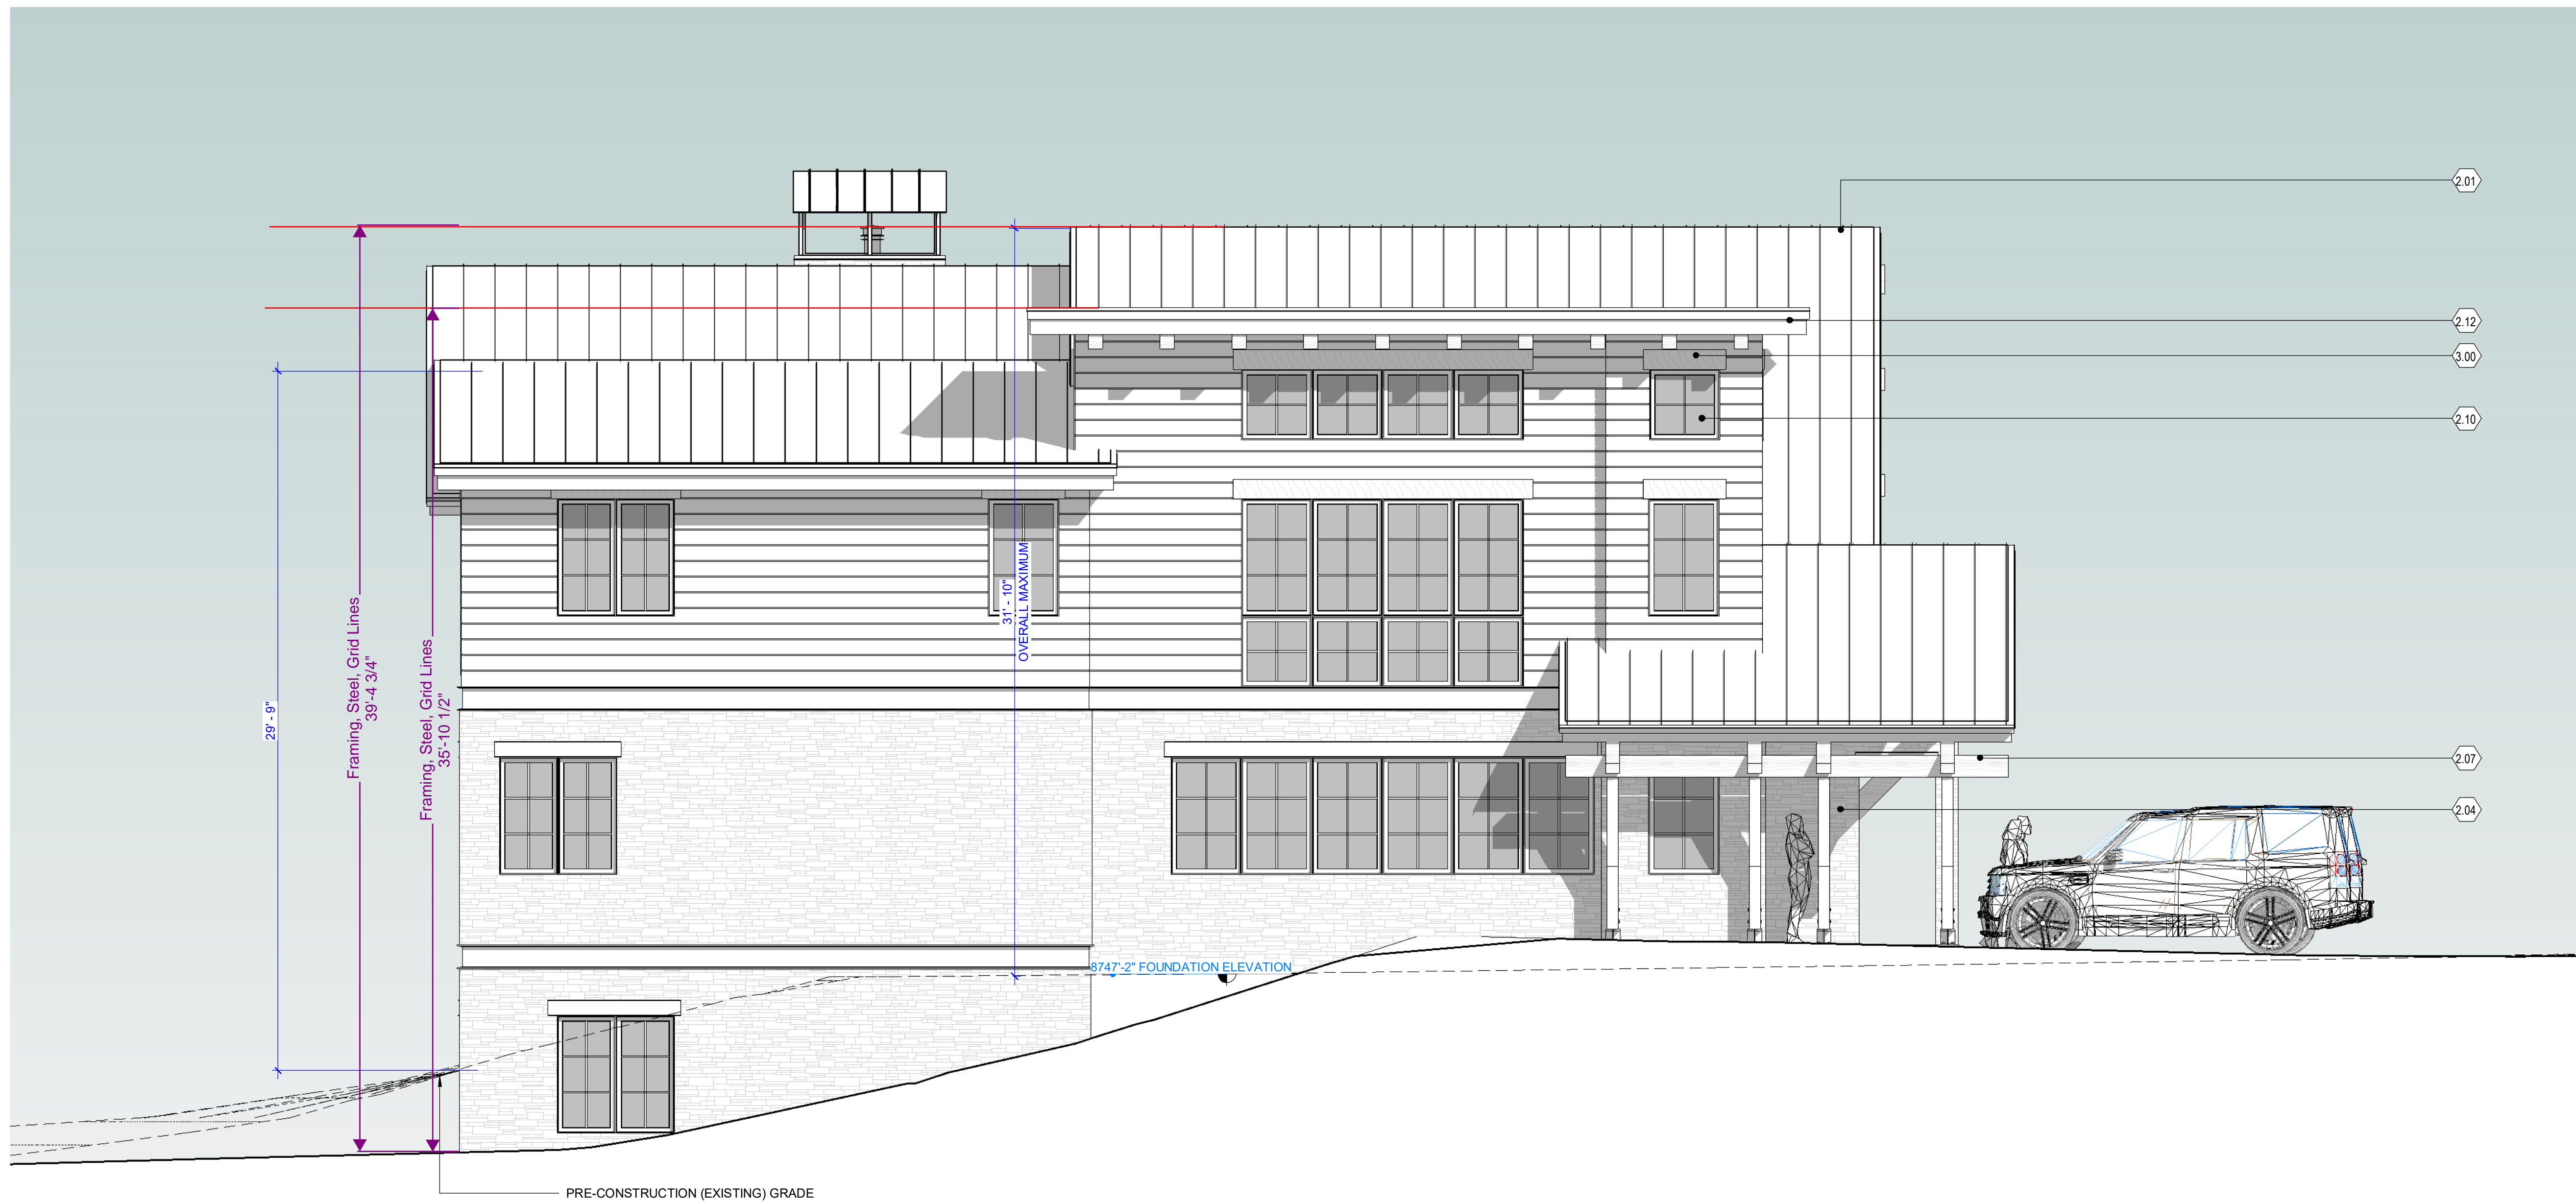 2.01
2.12
3.00
2.10
Framing, Steel, Grid Lines
39'-4 3/4"
Framing, Steel, Grid Lines
35'-10 1/2"
29' - 9"
31' - 10"
OVERALL MAXIMUM
2.07
2.04
8747'-2" FOUNDATION ELEVATION
PRE-CONSTRUCTION (EXISTING) GRADE